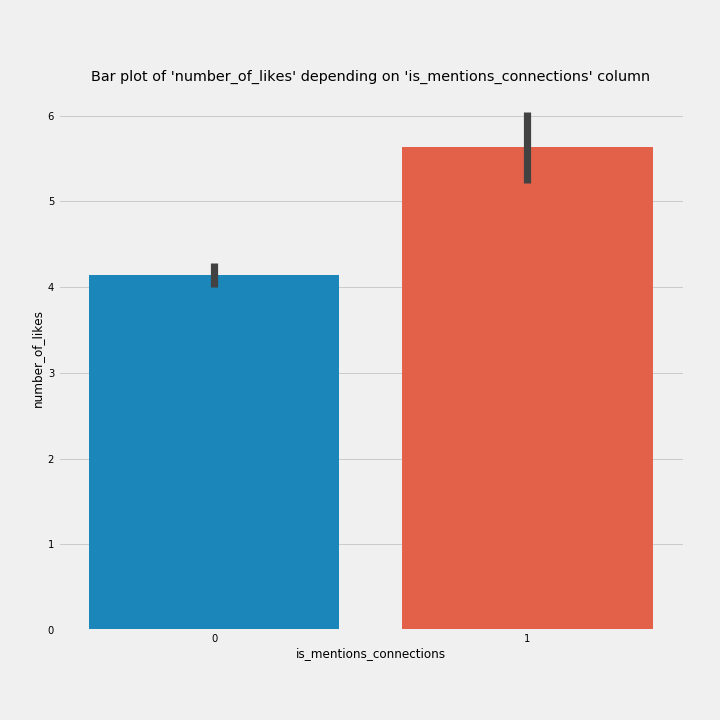 Bar plot of 'number_of_likes' depending on 'is_mentions_connections' column
6
5
4
3
2
1
0
number_of_likes
0 1
is_mentions_connections